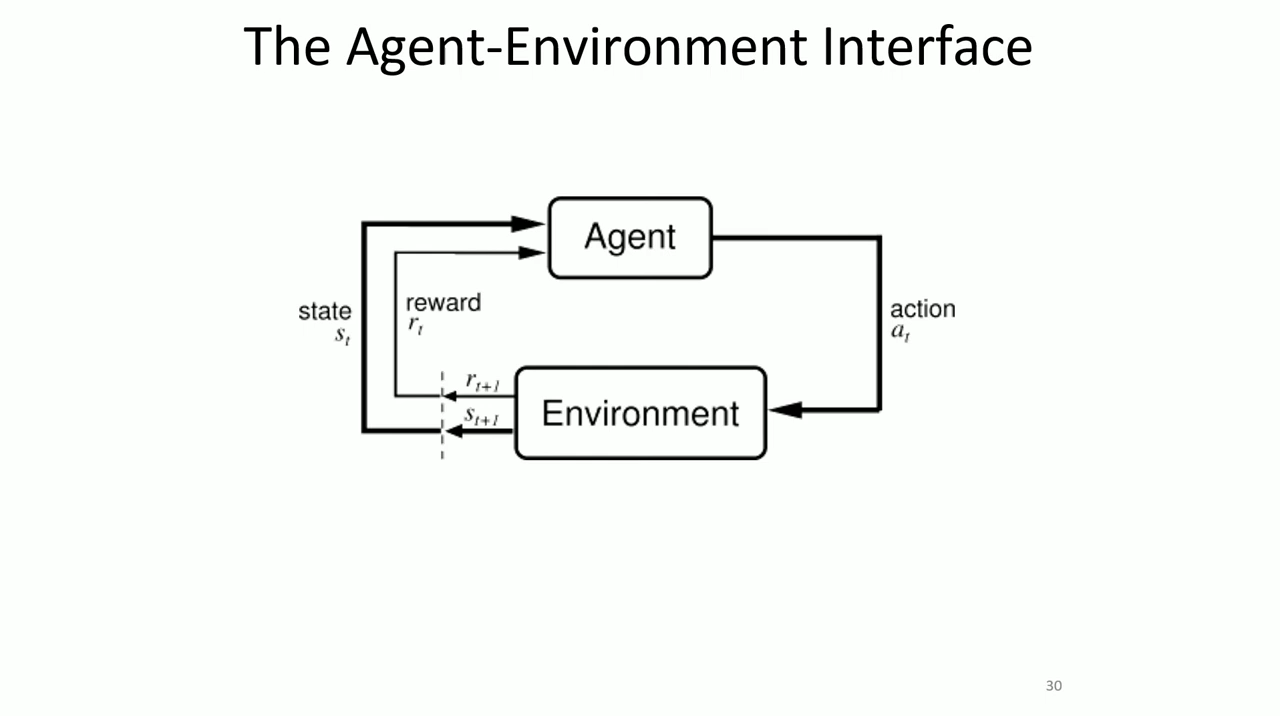 The Agent-Environment Interface
Agent
state
s_t
reward
r_t
action
a_t
r_{t+1}
s_{t+1}
Environment
30